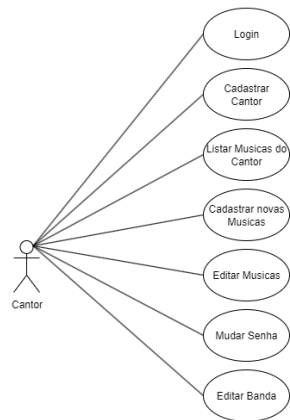 Login
Cadastrar
Cantor
Listar Musicas do
Cantor
Cadastrar novas
Musicas
Editar Musicas
Mudar Senha
Editar Banda
Cantor